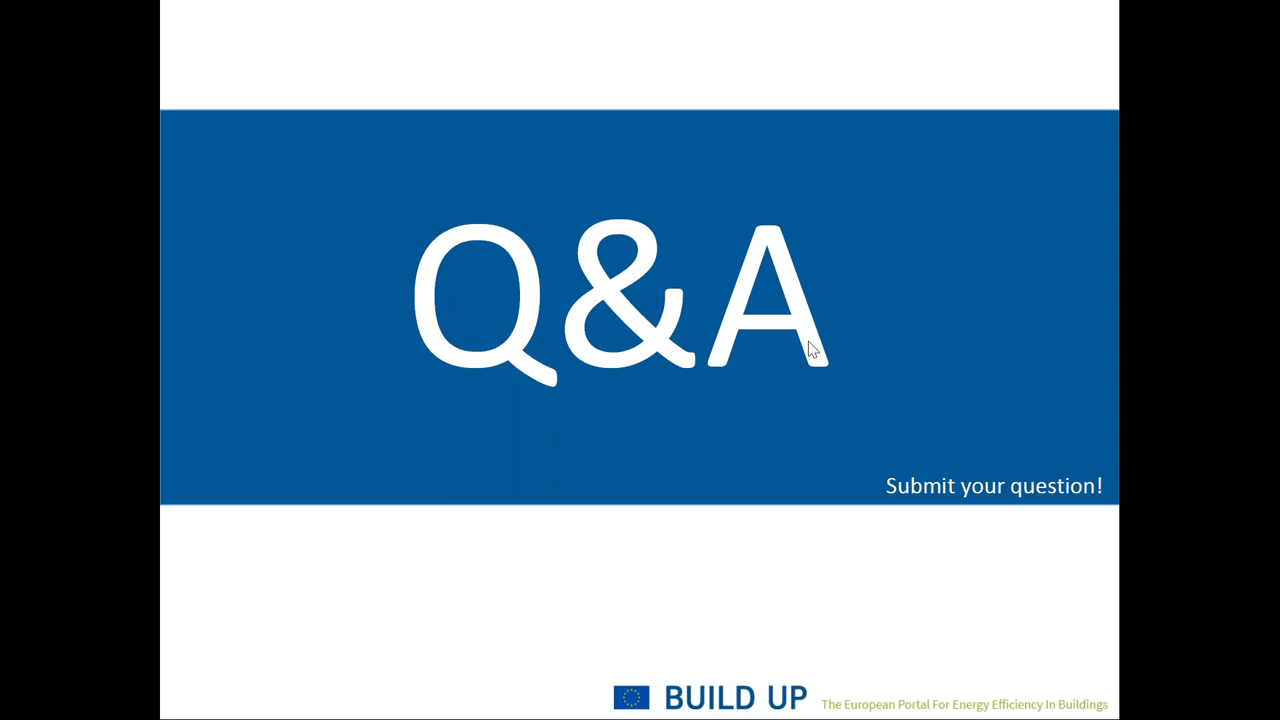 Q&A
Submit your question!
BUILD UP The European Portal For Energy Efficiency In Buildings